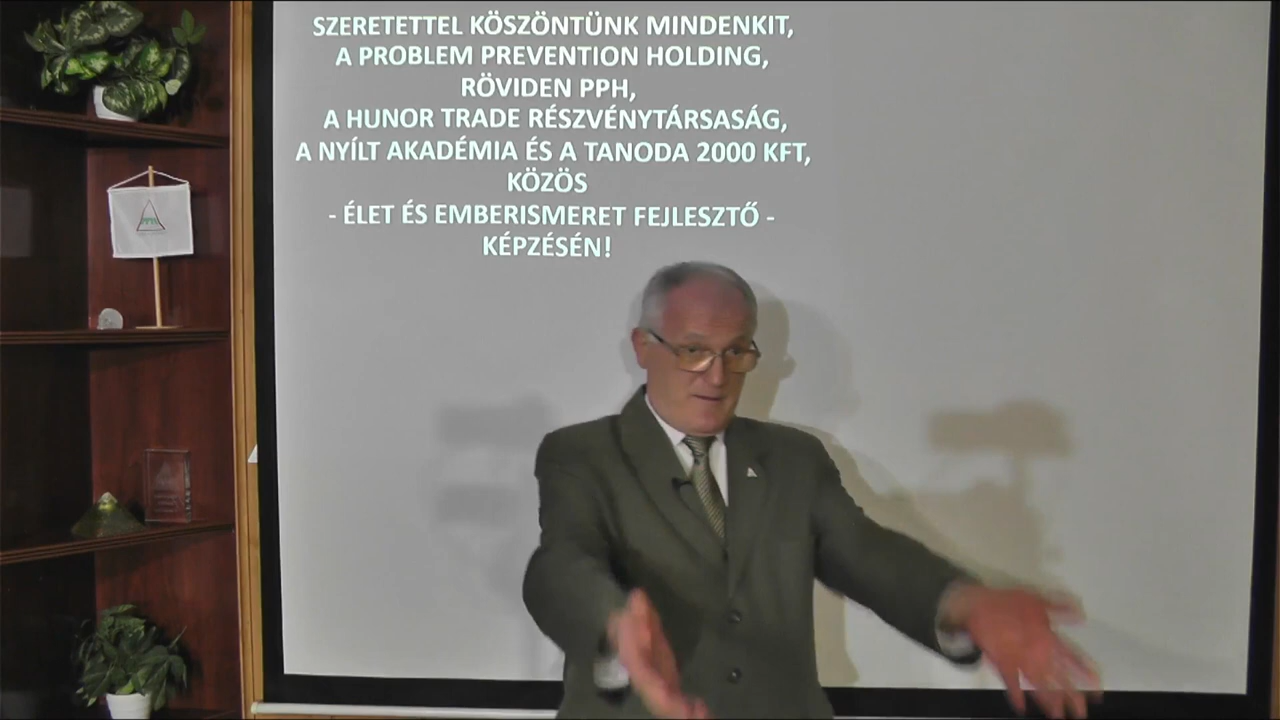 SZERETETTEL KÖSZÖNTÜNK MINDENKIT,
A PROBLEM PREVENTION HOLDING,
RÖVIDEN PPH,
A HUNOR TRADE RÉSZVÉNYTÁRSASÁG,
A NYÍLT AKADÉMIA ÉS A TANODA 2000 KFT,
KÖZÖS
- ÉLET ÉS EMBERISMERET FEJLESZTŐ -
KÉPZÉSÉN!